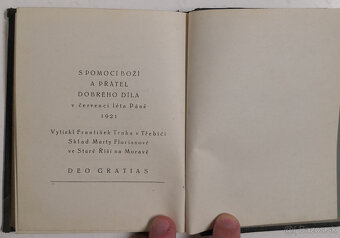 S POMOCÍ BOŽÍ
A PŘÁTEL
DOBRÉHO DÍLA
v červenci léta Páně
1921
Vytiskl František Trnka v Třebíči
Sklad Marty Florianové
ve Staré Říši na Moravě
DEO GRATIAS